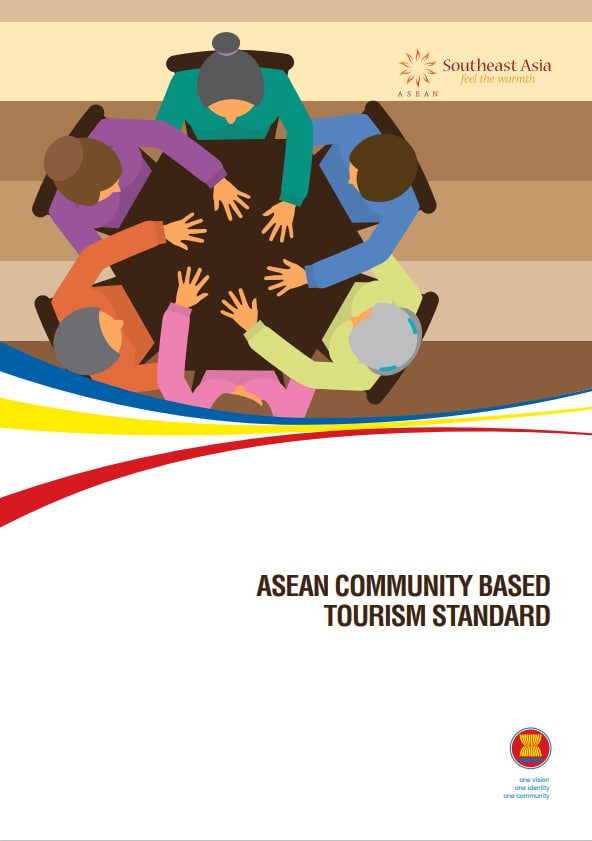 Southeast Asia
feel the warmth
ASEAN
ASEAN COMMUNITY BASED
TOURISM STANDARD
one vision
one identity
one community